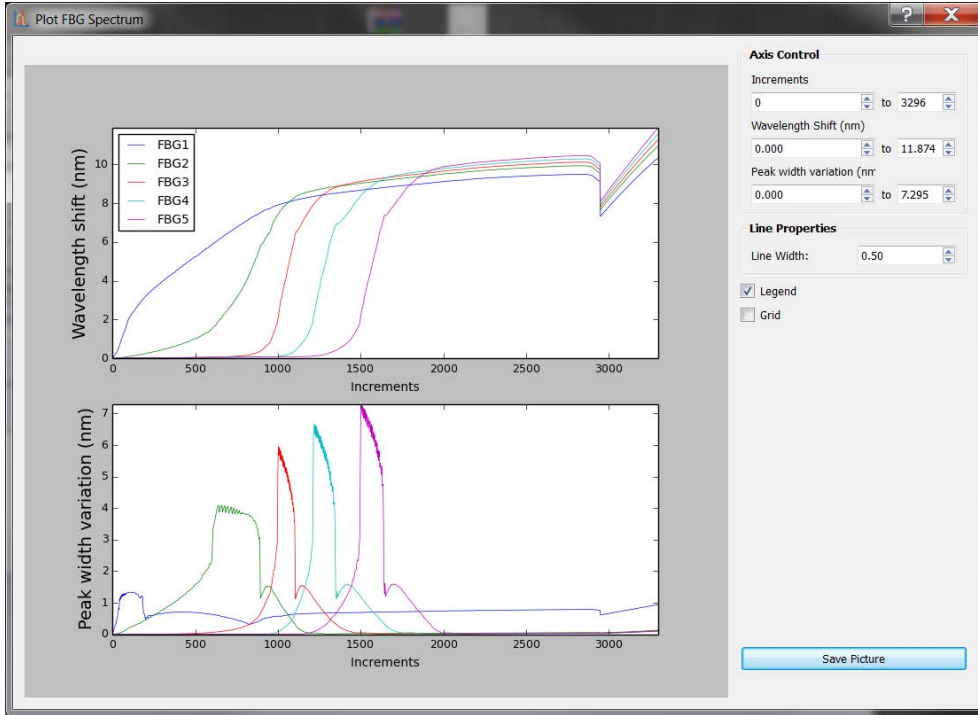 Plot FBG Spectrum
?
X
FBG1
FBG2
FBG3
FBG4
FBG5
Wavelength shift (nm)
10
8
6
4
2
0
0 500 1000 1500 2000 2500 3000
Increments
Peak width variation (nm)
7
6
5
4
3
2
1
0
0 500 1000 1500 2000 2500 3000
Increments
Axis Control
Increments
0 to 3296
Wavelength Shift (nm)
0.000 to 11.874
Peak width variation (nm
0.000 to 7.295
Line Properties
Line Width: 0.50
Legend
Grid
Save Picture